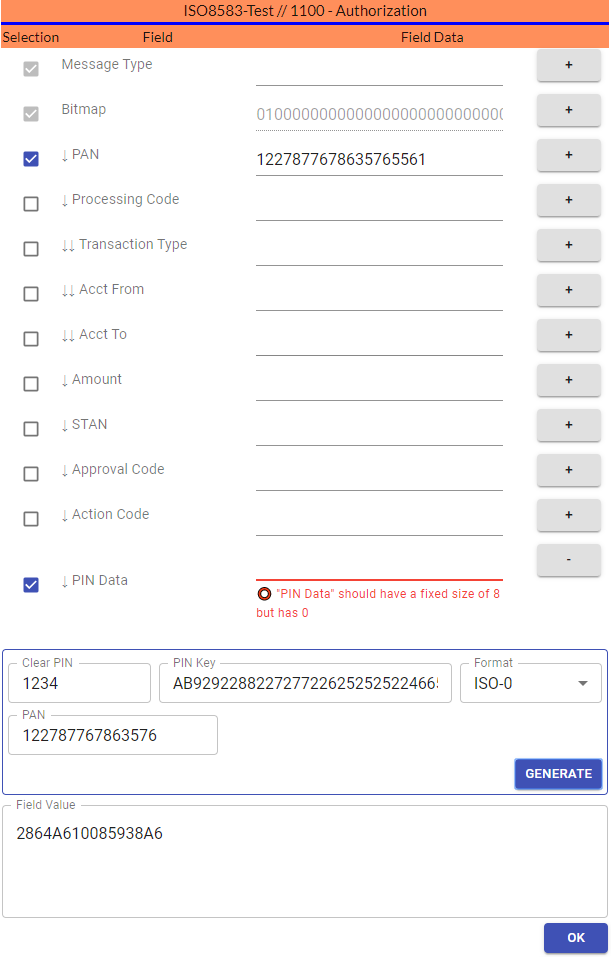 ISO8583-Test // 1100 - Authorization
Selection Field Field Data
Message Type +
Bitmap 0100000000000000000000000000 +
↓ PAN 1227877678635765561 +
↓ Processing Code +
↓↓ Transaction Type +
↓↓ Acct From +
↓↓ Acct To +
↓ Amount +
↓ STAN +
↓ Approval Code +
↓ Action Code +
-
↓ PIN Data
"PIN Data" should have a fixed size of 8
but has 0
Clear PIN PIN Key Format
1234 AB92922882272772262525252246 ISO-0
PAN
122787767863576
GENERATE
Field Value
2864A610085938A6
OK